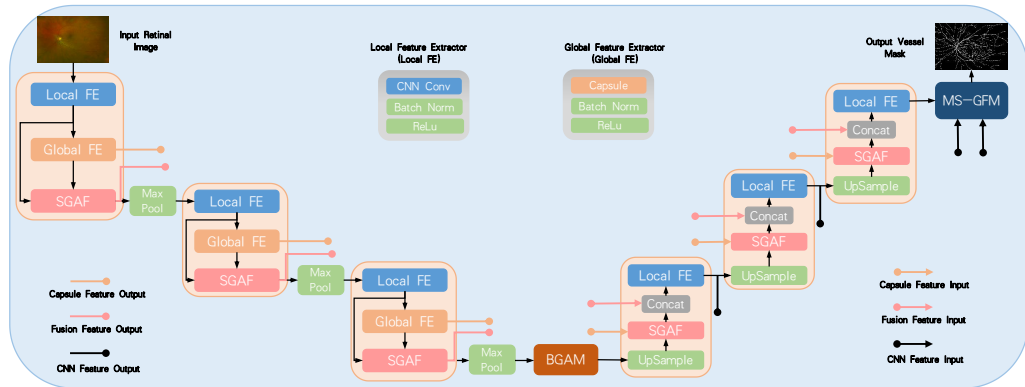 Input Retinal
Image
Local FE
Global FE
SGAF
Max
Pool
Local FE
Global FE
SGAF
Max
Pool
Local FE
Global FE
SGAF
Max
Pool
BGAM
Local Feature Extractor
(Local FE)
CNN Conv
Batch Norm
ReLu
Global Feature Extractor
(Global FE)
Capsule
Batch Norm
ReLu
Local FE
Concat
SGAF
UpSample
Local FE
Concat
SGAF
UpSample
Local FE
Concat
SGAF
UpSample
Output Vessel
Mask
MS-GFM
Capsule Feature Output
Fusion Feature Output
CNN Feature Output
Capsule Feature Input
Fusion Feature Input
CNN Feature Input